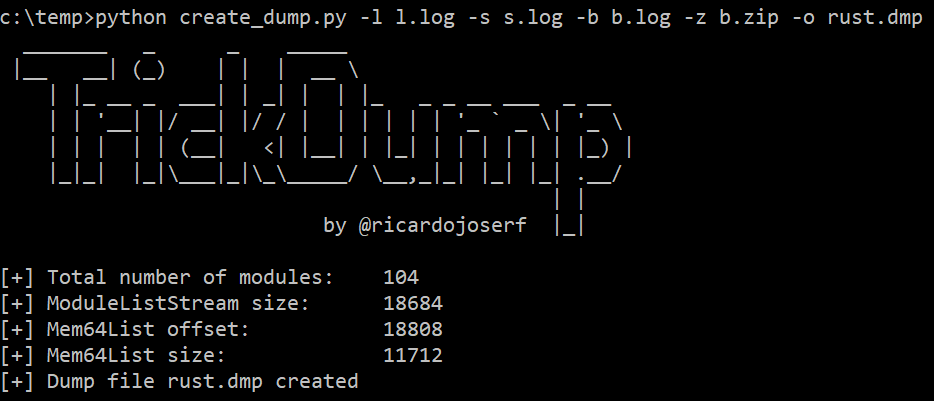 c:\temp>python create_dump.py -l l.log -s s.log -b b.log -z b.zip -o rust.dmp
TrickDump
by @ricardojoserf
[+] Total number of modules: 104
[+] ModuleListStream size: 18684
[+] Mem64List offset: 18808
[+] Mem64List size: 11712
[+] Dump file rust.dmp created